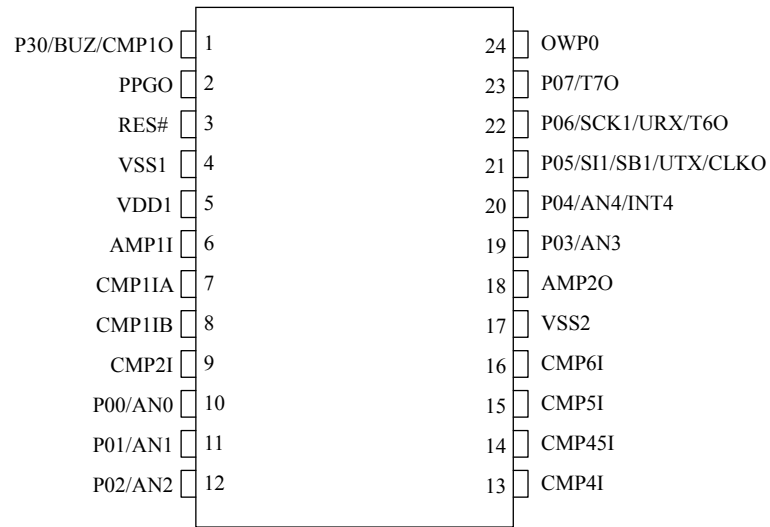 P30/BUZ/CMP1O 1 24 OWP0
PPGO 2 23 P07/T7O
RES# 3 22 P06/SCK1/URX/T6O
VSS1 4 21 P05/SI1/SB1/UTX/CLKO
VDD1 5 20 P04/AN4/INT4
AMP1I 6 19 P03/AN3
CMP1IA 7 18 AMP2O
CMP1IB 8 17 VSS2
CMP2I 9 16 CMP6I
P00/AN0 10 15 CMP5I
P01/AN1 11 14 CMP45I
P02/AN2 12 13 CMP4I